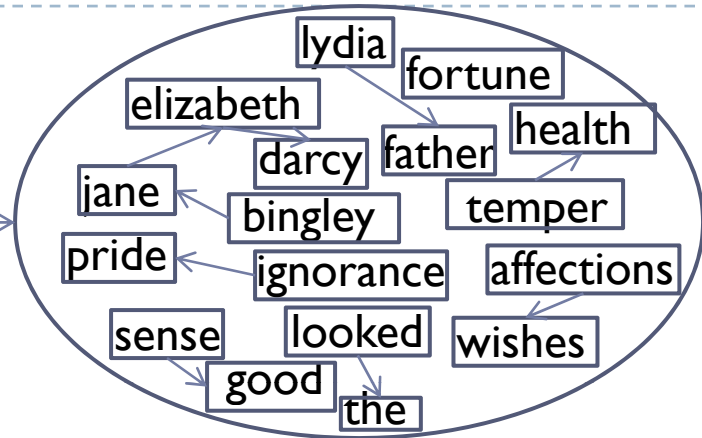 lydia
fortune
elizabeth
health
darcy
father
jane
temper
bingley
pride
ignorance
affections
sense
looked
wishes
good
the